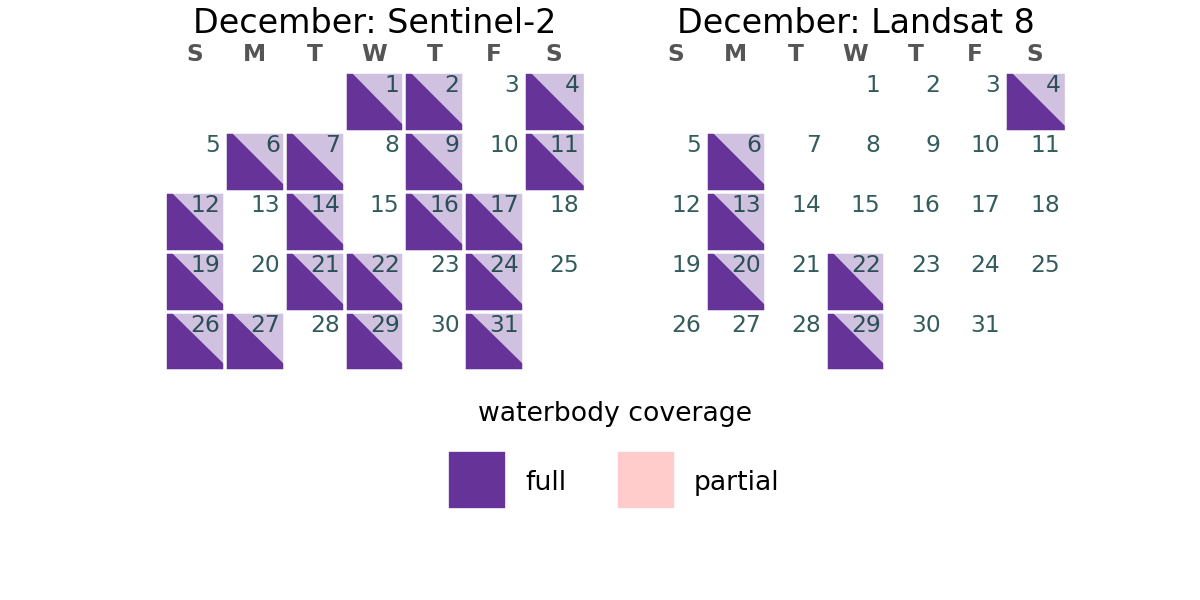 December: Sentinel-2
S M T W T F S
1 2 3 4
5 6 7 8 9 10 11
12 13 14 15 16 17 18
19 20 21 22 23 24 25
26 27 28 29 30 31
December: Landsat 8
S M T W T F S
1 2 3 4
5 6 7 8 9 10 11
12 13 14 15 16 17 18
19 20 21 22 23 24 25
26 27 28 29 30 31
waterbody coverage
full partial